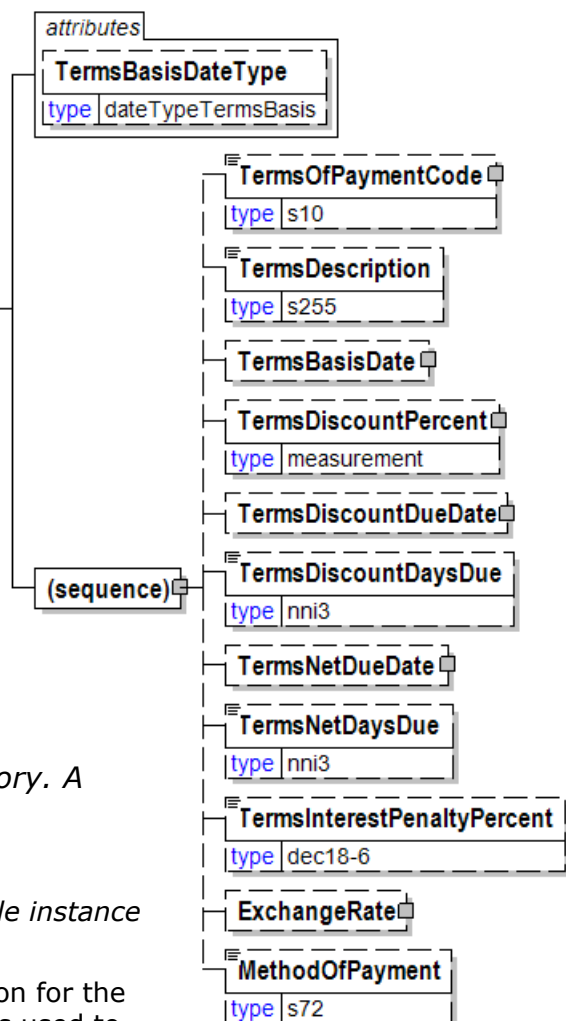 attributes
TermsBasisDateType
type dateTypeTermsBasis
TermsOfPaymentCode
type s10
TermsDescription
type s255
TermsBasisDate
TermsDiscountPercent
type measurement
TermsDiscountDueDate
(sequence)
TermsDiscountDaysDue
type nni3
TermsNetDueDate
TermsNetDaysDue
type nni3
ory. A
TermsInterestPenaltyPercent
type dec18-6
le instance
ExchangeRate
MethodOfPayment
type s72
on for the